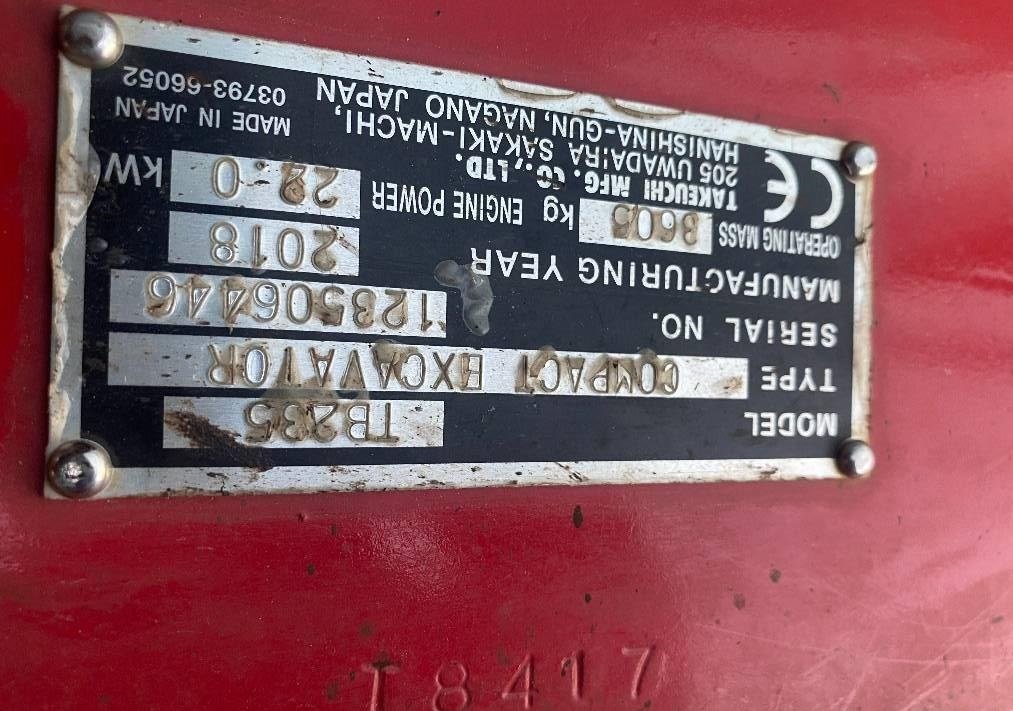 MODEL TB235
TYPE COMPACT EXCAVATOR
SERIAL NO. 123506446
MANUFACTURING YEAR 2018
OPERATING MASS 3605 kg ENGINE POWER 22.0 kW
CE
TAKEUCHI MFG. CO., LTD.
205 UWADAIRA SAKAKI-MACHI,
HANISHINA-GUN, NAGANO JAPAN
MADE IN JAPAN
03793-66052
T8417